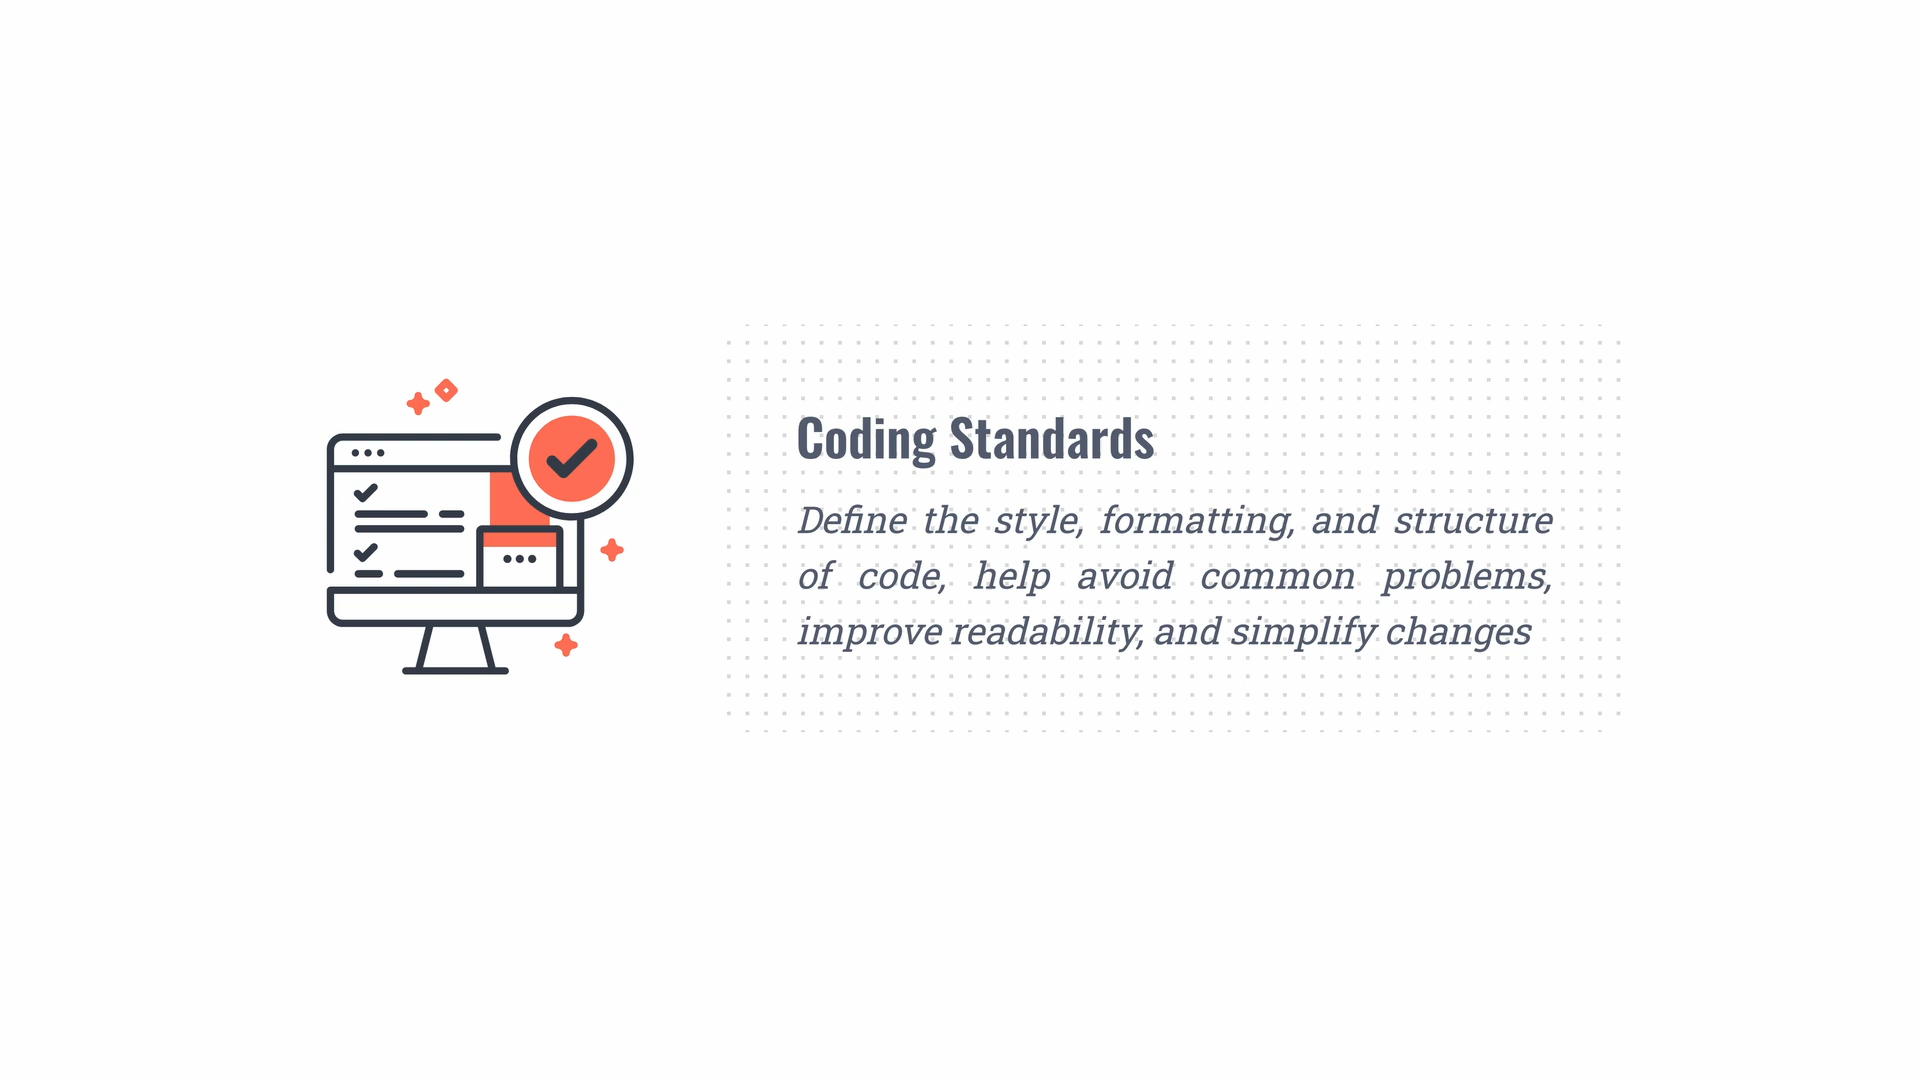 Coding Standards
Define the style, formatting, and structure
of code, help avoid common problems,
improve readability, and simplify changes